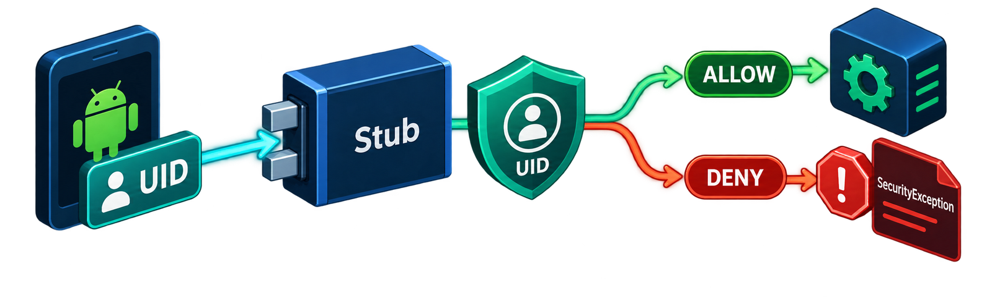 UID
Stub
UID
ALLOW
DENY
SecurityException